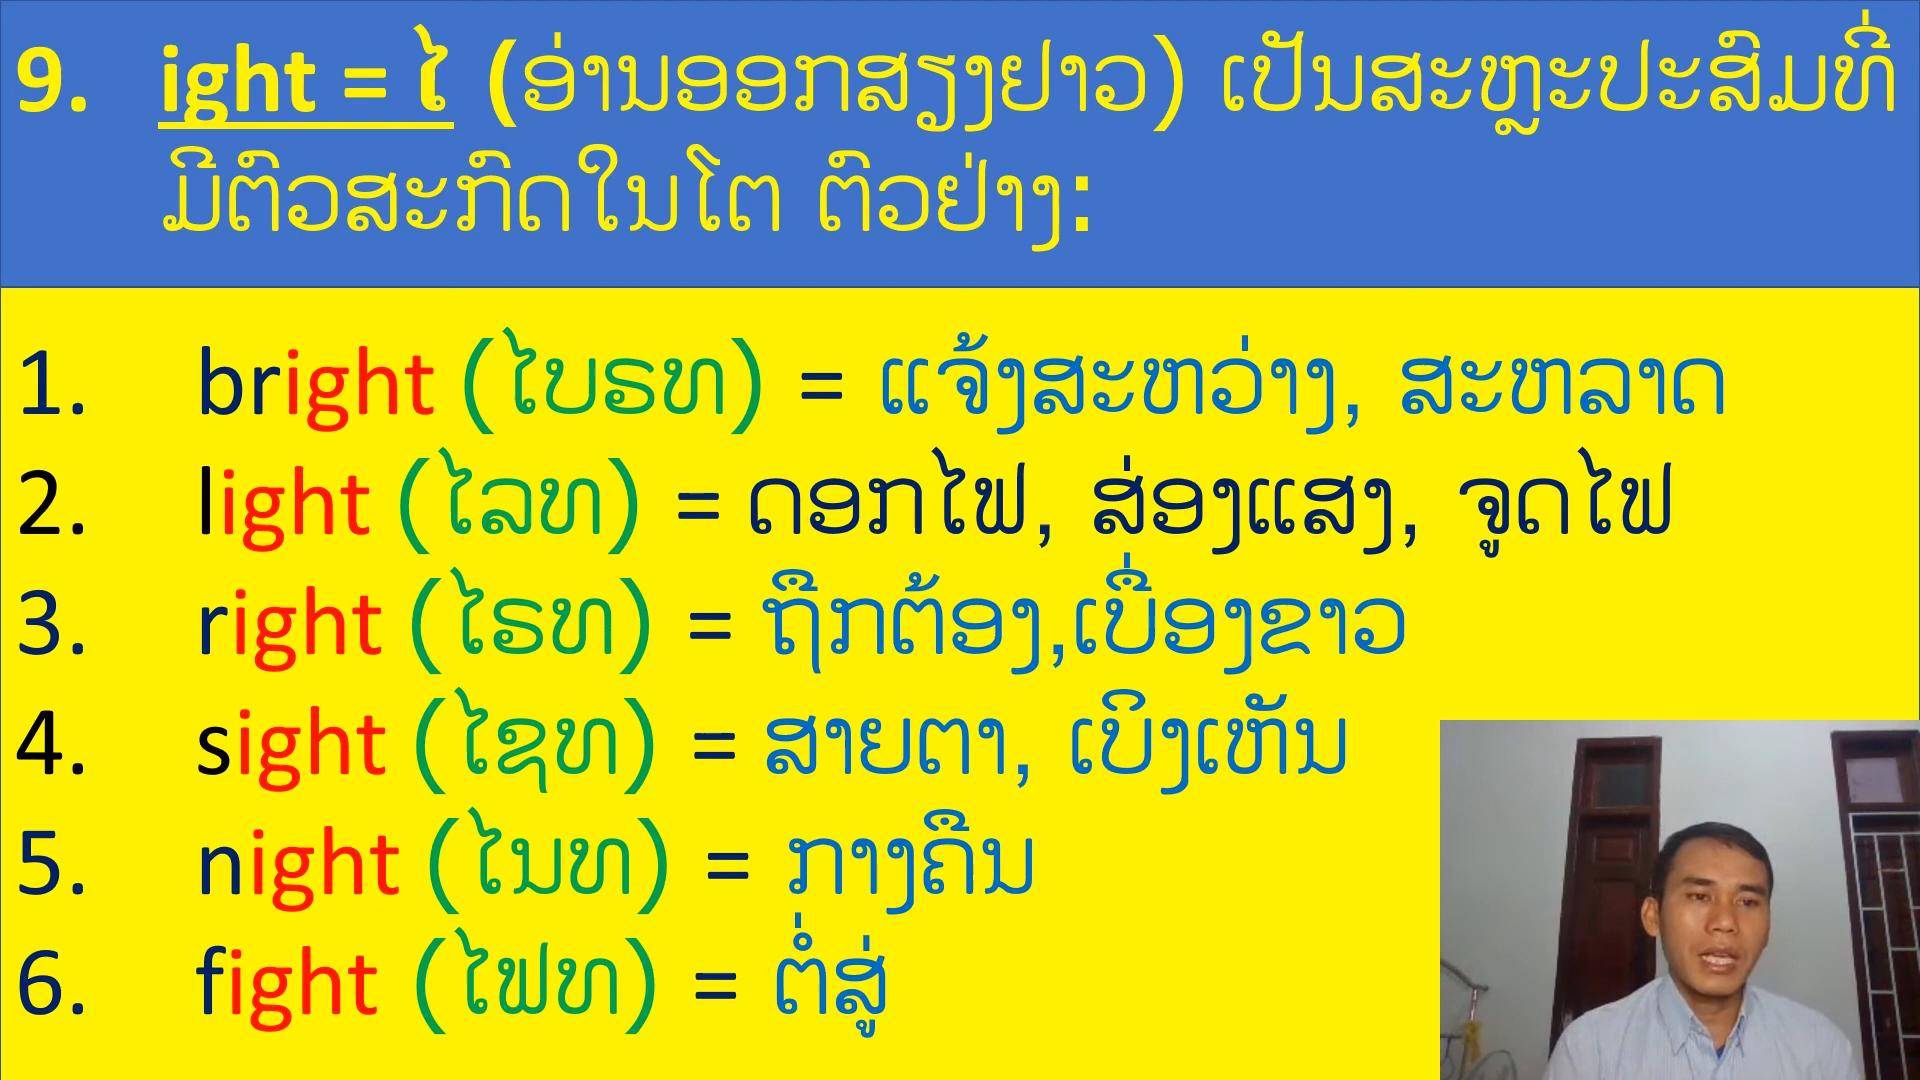 9. ight = ໄ (ອ່ານອອກສຽງຢາວ) ເປັນສະຫຼະປະສົມທີ່
ມີຕົວສະກົດໃນໂຕ ຕົວຢ່າງ:
1. bright (ໄບຣທ) = ແຈ້ງສະຫວ່າງ, ສະຫລາດ
2. light (ໄລທ) = ດອກໄຟ, ສ່ອງແສງ, ຈູດໄຟ
3. right (ໄຣທ) = ຖືກຕ້ອງ,ເບື່ອງຂາວ
4. sight (ໄຊທ) = ສາຍຕາ, ເບິງເຫັນ
5. night (ໄນທ) = ກາງຄືນ
6. fight (ໄຟທ) = ຕໍ່ສູ່